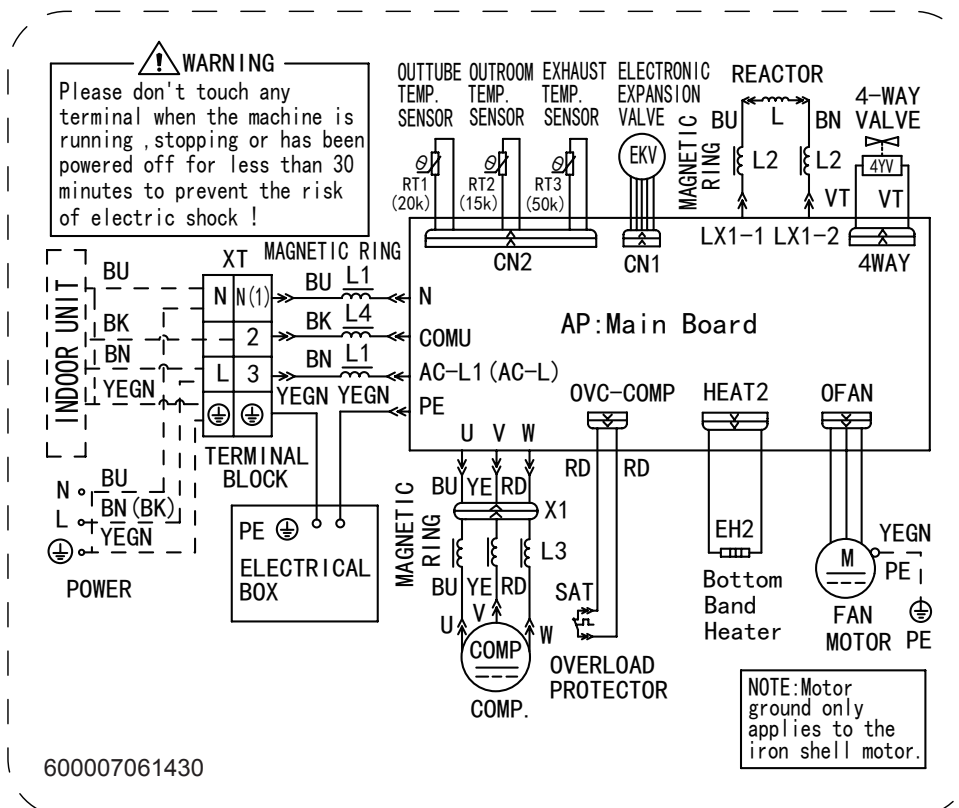 WARNING
Please don't touch any
terminal when the machine is
running ,stopping or has been
powered off for less than 30
minutes to prevent the risk
of electric shock !
OUTTUBE
TEMP.
SENSOR
OUTROOM
TEMP.
SENSOR
EXHAUST
TEMP.
SENSOR
ELECTRONIC
EXPANSION
VALVE
REACTOR
4-WAY
VALVE
BU
L
BN
MAGNETIC
RING
L2
L2
4YV
VT
VT
θ
RT1
(20k)
θ
RT2
(15k)
θ
RT3
(50k)
EKV
CN2
CN1
LX1-1
LX1-2
4WAY
AP:Main Board
INDOOR UNIT
BU
BK
BN
YEGN
XT
N
N(1)
2
L
3
TERMINAL
BLOCK
MAGNETIC RING
BU
L1
N
BK
L4
COMU
BN
L1
AC-L1(AC-L)
YEGN
YEGN
PE
N
BU
L
BN(BK)
YEGN
POWER
PE
ELECTRICAL
BOX
U
V
W
BU
YE
RD
X1
MAGNETIC
RING
L3
BU
YE
RD
U
V
W
COMP
COMP.
OVC-COMP
RD
RD
SAT
OVERLOAD
PROTECTOR
HEAT2
EH2
Bottom
Band
Heater
OFAN
M
YEGN
PE
FAN
MOTOR
PE
NOTE:Motor
ground only
applies to the
iron shell motor.
600007061430